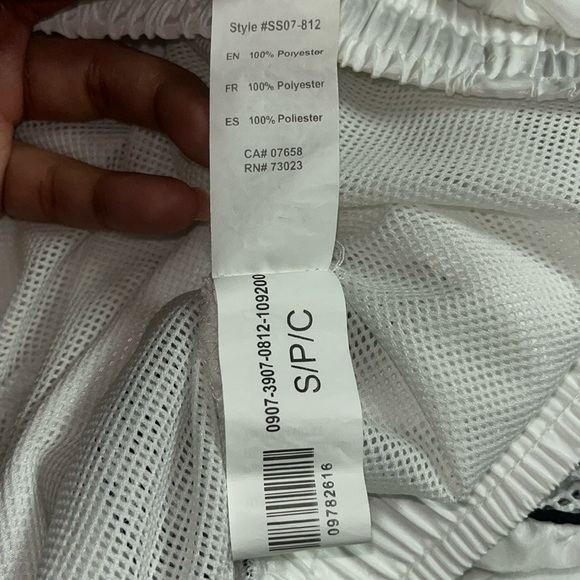 Style #SS07-812
EN 100% Polyester
FR 100% Polyester
ES 100% Poliester
CA# 07658
RN# 73023
0907-3907-0812-109200
S/P/C
09782616